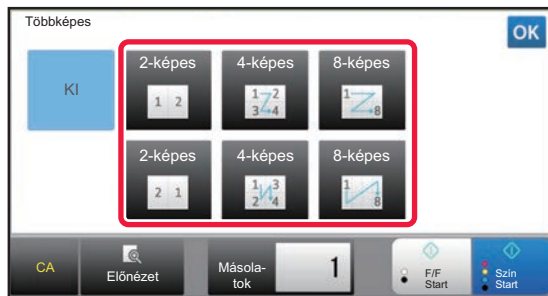 Többképes
OK
KI
2-képes
4-képes
8-képes
1 2
1 2
3 4
1
8
2-képes
4-képes
8-képes
2 1
1 3
2 4
1
8
CA
Előnézet
Másola-
tok
1
F/F
Start
Szín
Start